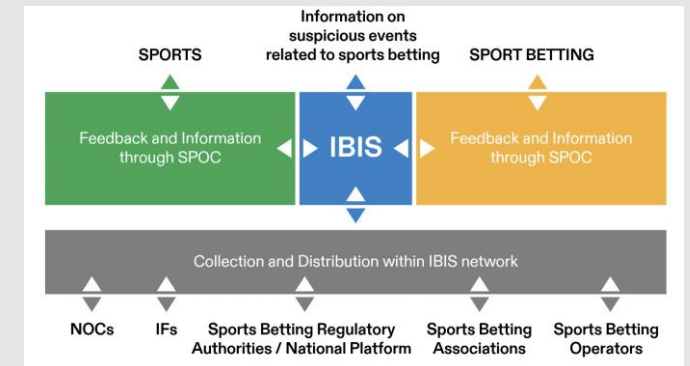 Information on
suspicious events
related to sports betting
SPORTS
SPORT BETTING
Feedback and Information
through SPOC
IBIS
Feedback and Information
through SPOC
Collection and Distribution within IBIS network
NOCs
IFs
Sports Betting Regulatory
Authorities / National Platform
Sports Betting
Associations
Sports Betting
Operators